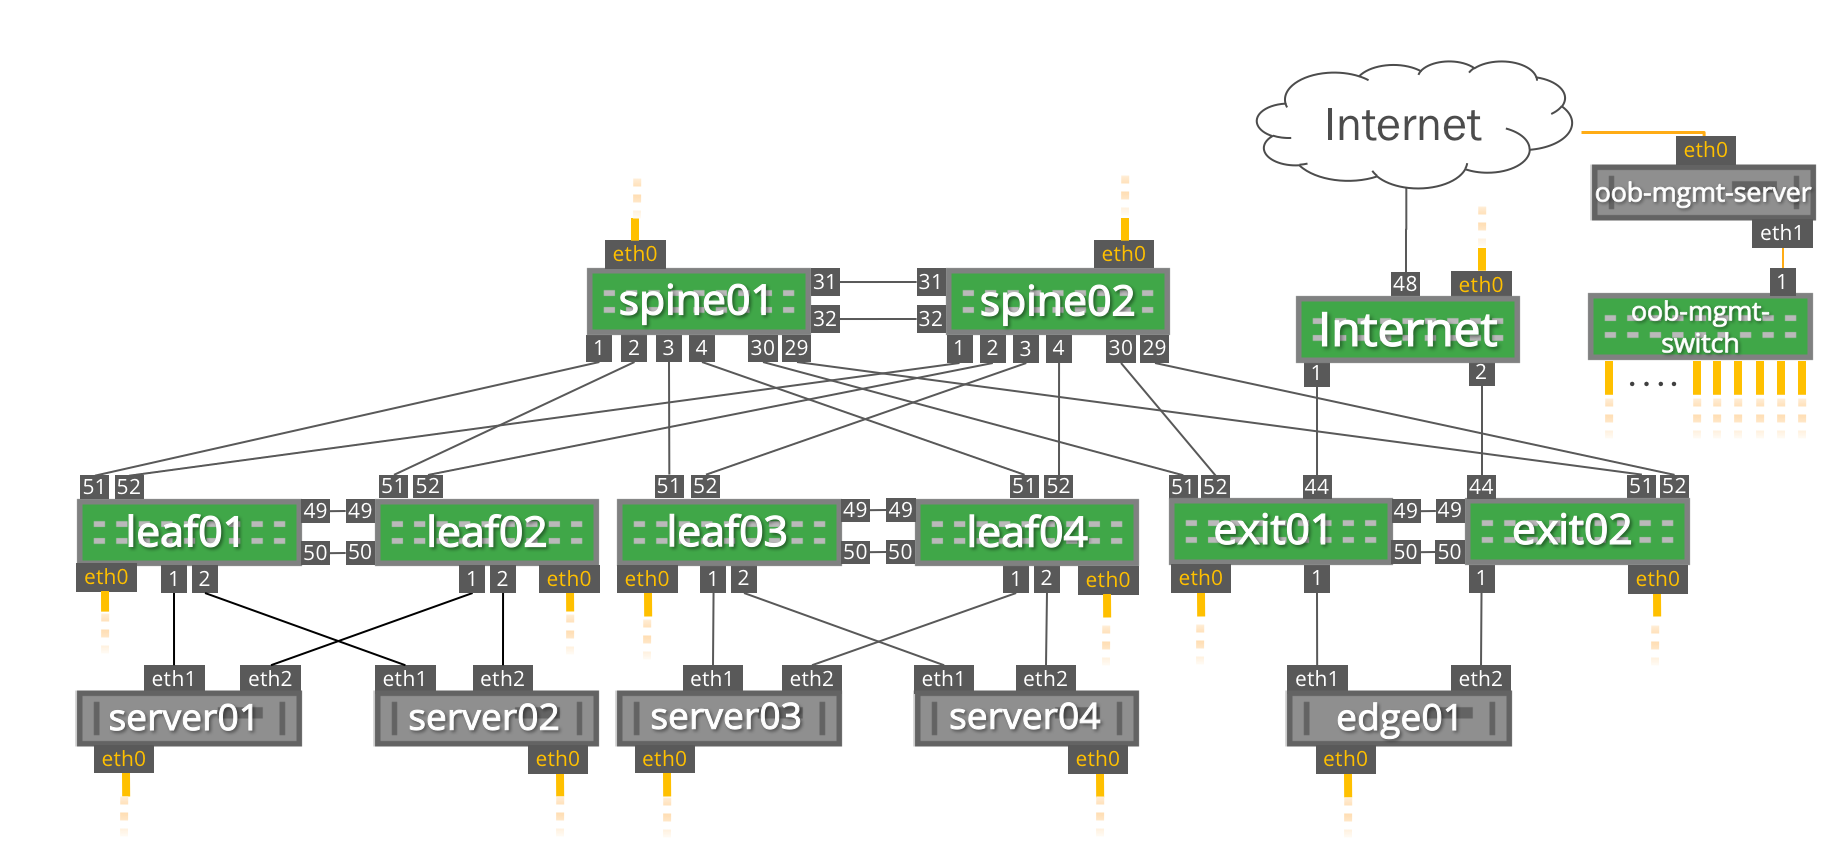 Internet
eth0
oob-mgmt-server
eth1
eth0
eth0
eth0
48
1
31
31
spine01
spine02
Internet
oob-mgmt-
switch
32
32
1
2
3
4
30
29
1
2
3
4
30
29
1
2
51
52
51
52
51
52
51
52
51
52
44
44
51
52
leaf01
49
49
leaf02
leaf03
49
49
leaf04
exit01
49
49
exit02
50
50
50
50
50
50
eth0
1
2
1
2
eth0
eth0
1
2
1
2
eth0
eth0
1
1
eth0
eth1
eth2
eth1
eth2
eth1
eth2
eth1
eth2
eth1
eth2
server01
server02
server03
server04
edge01
eth0
eth0
eth0
eth0
eth0